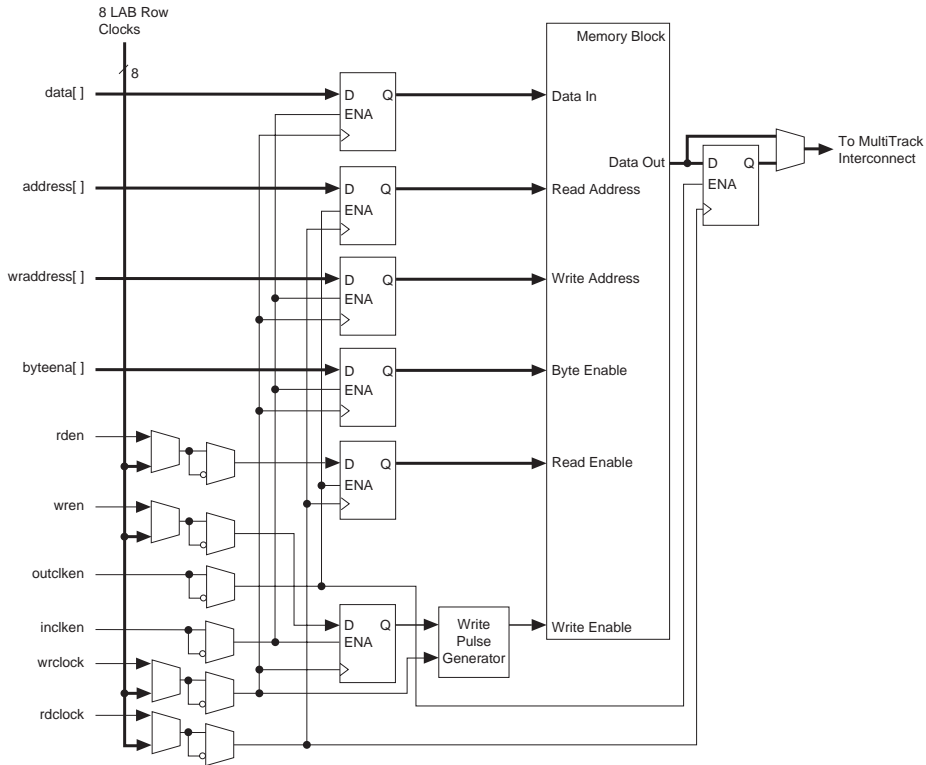 8 LAB Row
Clocks
8
Memory Block
data[ ]
D Q
ENA
Data In
To MultiTrack
Interconnect
Data Out
D Q
ENA
address[ ]
D Q
ENA
Read Address
wraddress[ ]
D Q
ENA
Write Address
byteena[ ]
D Q
ENA
Byte Enable
rden
D Q
ENA
Read Enable
wren
outclken
inclken
D Q
ENA
Write
Pulse
Generator
Write Enable
wrclock
rdclock